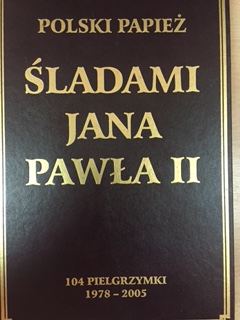 POLSKI PAPIEŻ
ŚLADAMI
JANA
PAWŁA II
104 PIELGRZYMKI
1978 – 2005